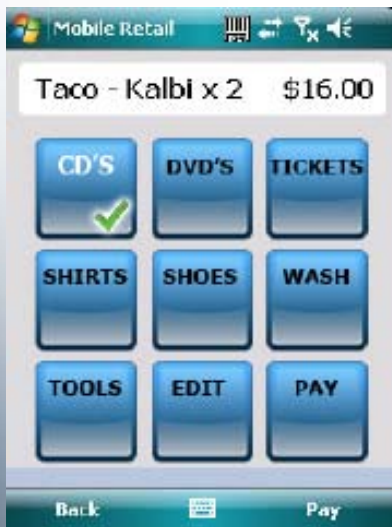 Mobile Retail
Taco - Kalbi x 2 $16.00
CD'S DVD'S TICKETS
SHIRTS SHOES WASH
TOOLS EDIT PAY
Back Pay